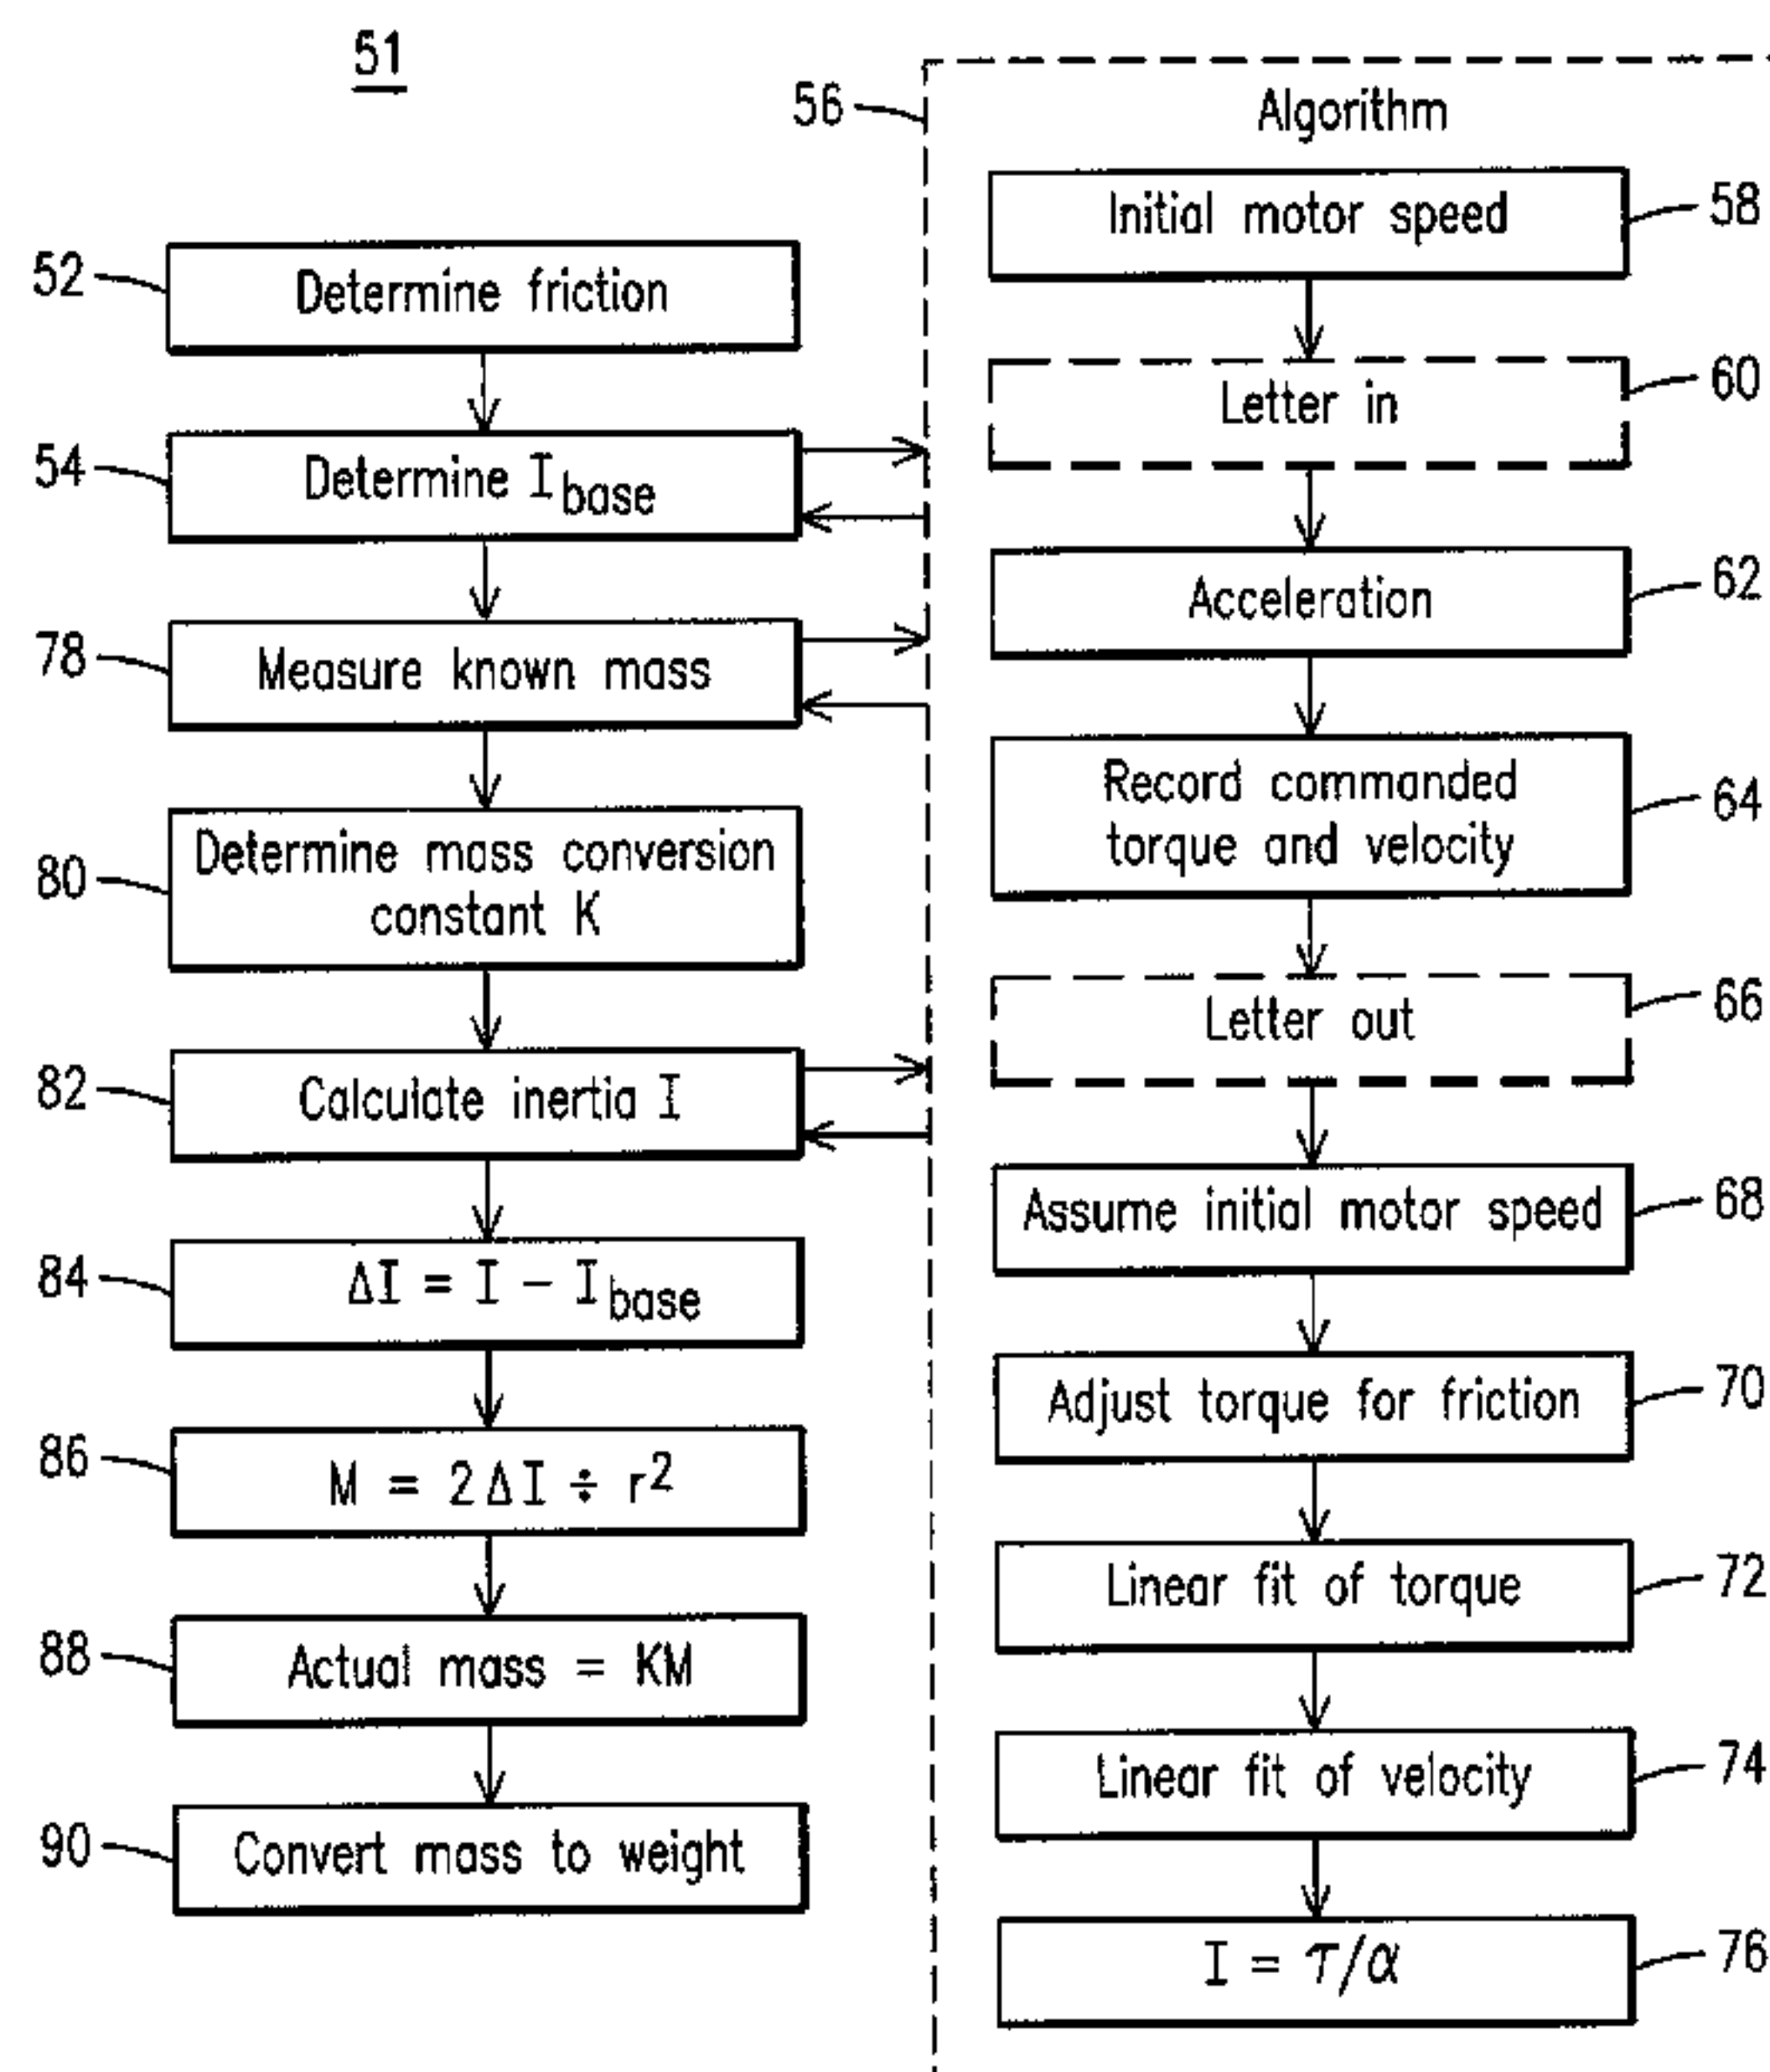 51
52
Determine friction
54
Determine I base
78
Measure known mass
80
Determine mass conversion
constant K
82
Calculate inertia I
84
ΔI = I − I base
86
M = 2ΔI ÷ r²
88
Actual mass = KM
90
Convert mass to weight
56
Algorithm
Initial motor speed
58
Letter in
60
Acceleration
62
Record commanded
torque and velocity
64
Letter out
66
Assume initial motor speed
68
Adjust torque for friction
70
Linear fit of torque
72
Linear fit of velocity
74
I = τ/α
76